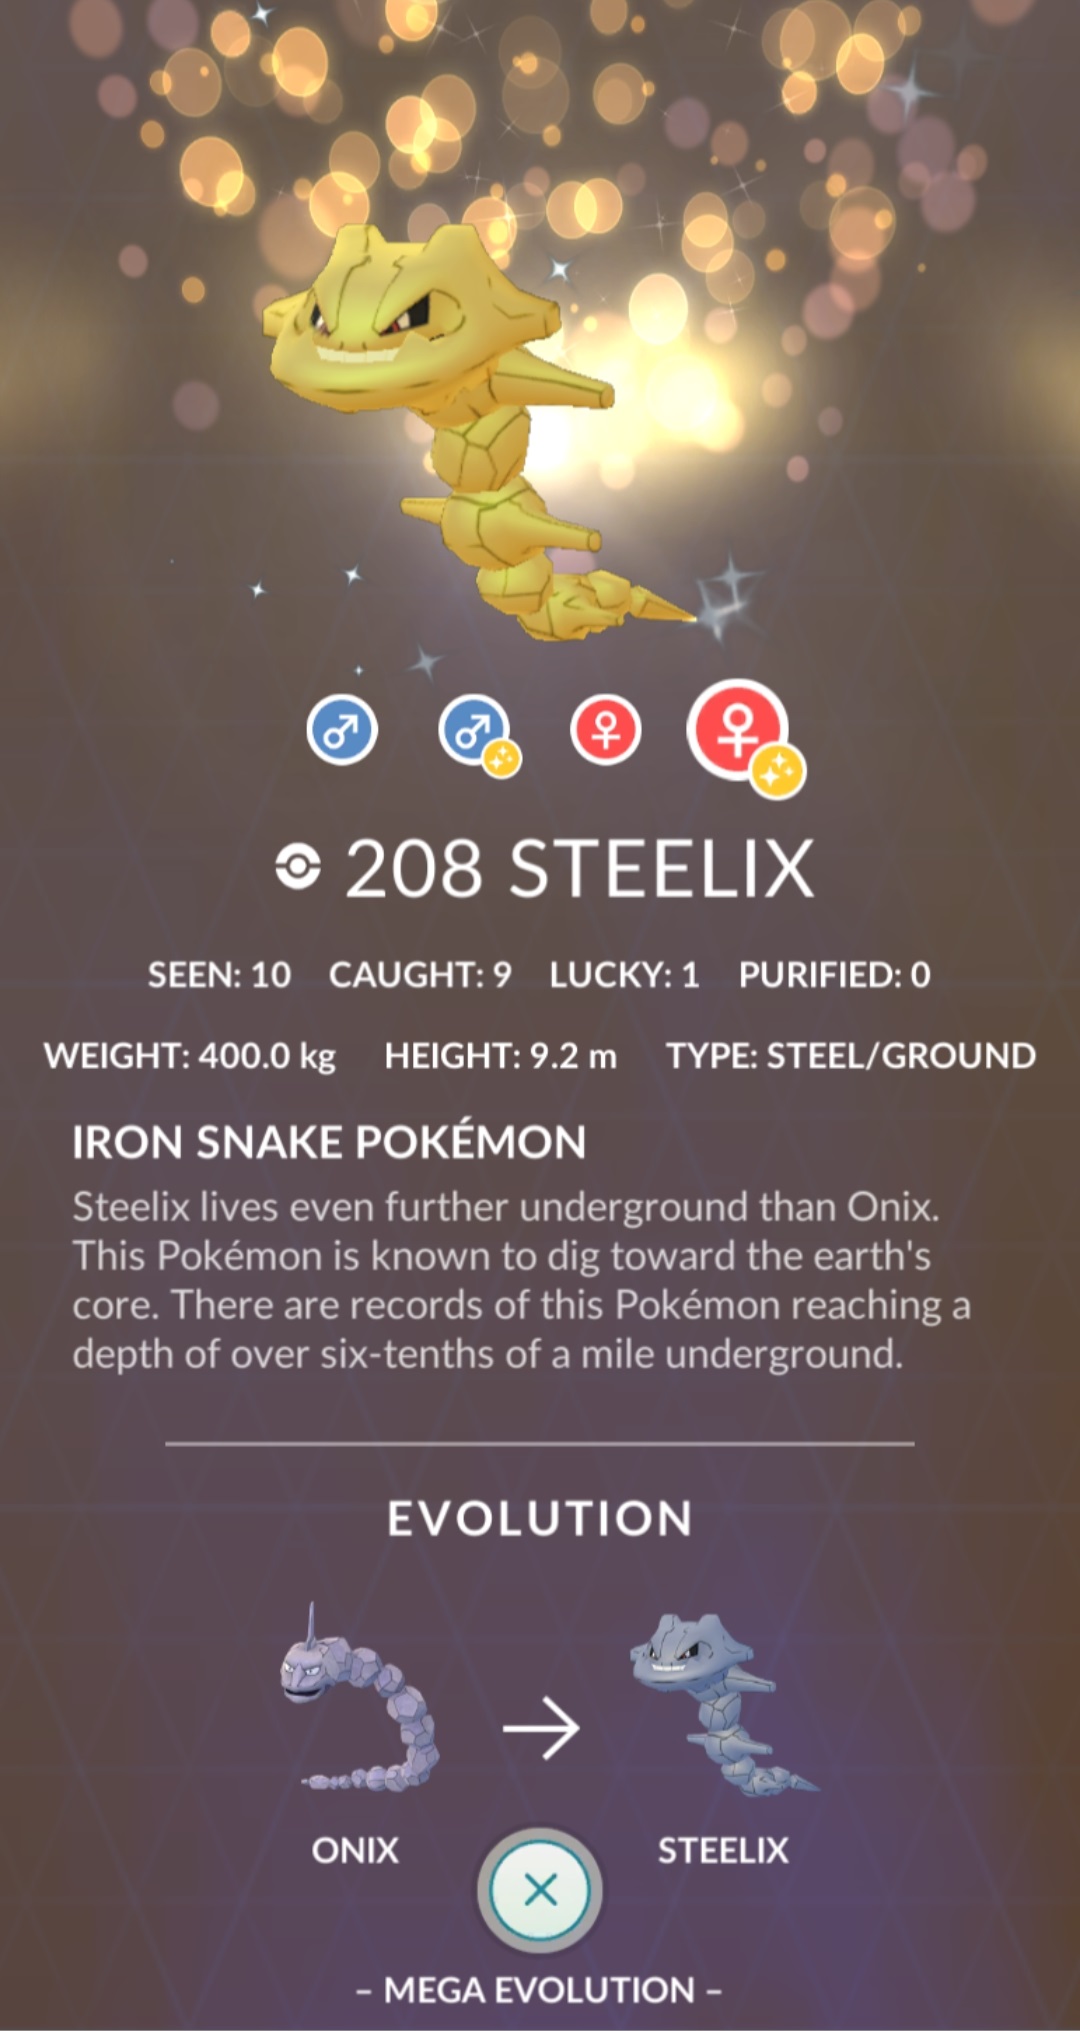 208 STEELIX
SEEN: 10 CAUGHT: 9 LUCKY: 1 PURIFIED: 0
WEIGHT: 400.0 kg HEIGHT: 9.2 m TYPE: STEEL/GROUND
IRON SNAKE POKÉMON
Steelix lives even further underground than Onix.
This Pokémon is known to dig toward the earth's
core. There are records of this Pokémon reaching a
depth of over six-tenths of a mile underground.
EVOLUTION
ONIX STEELIX
– MEGA EVOLUTION –